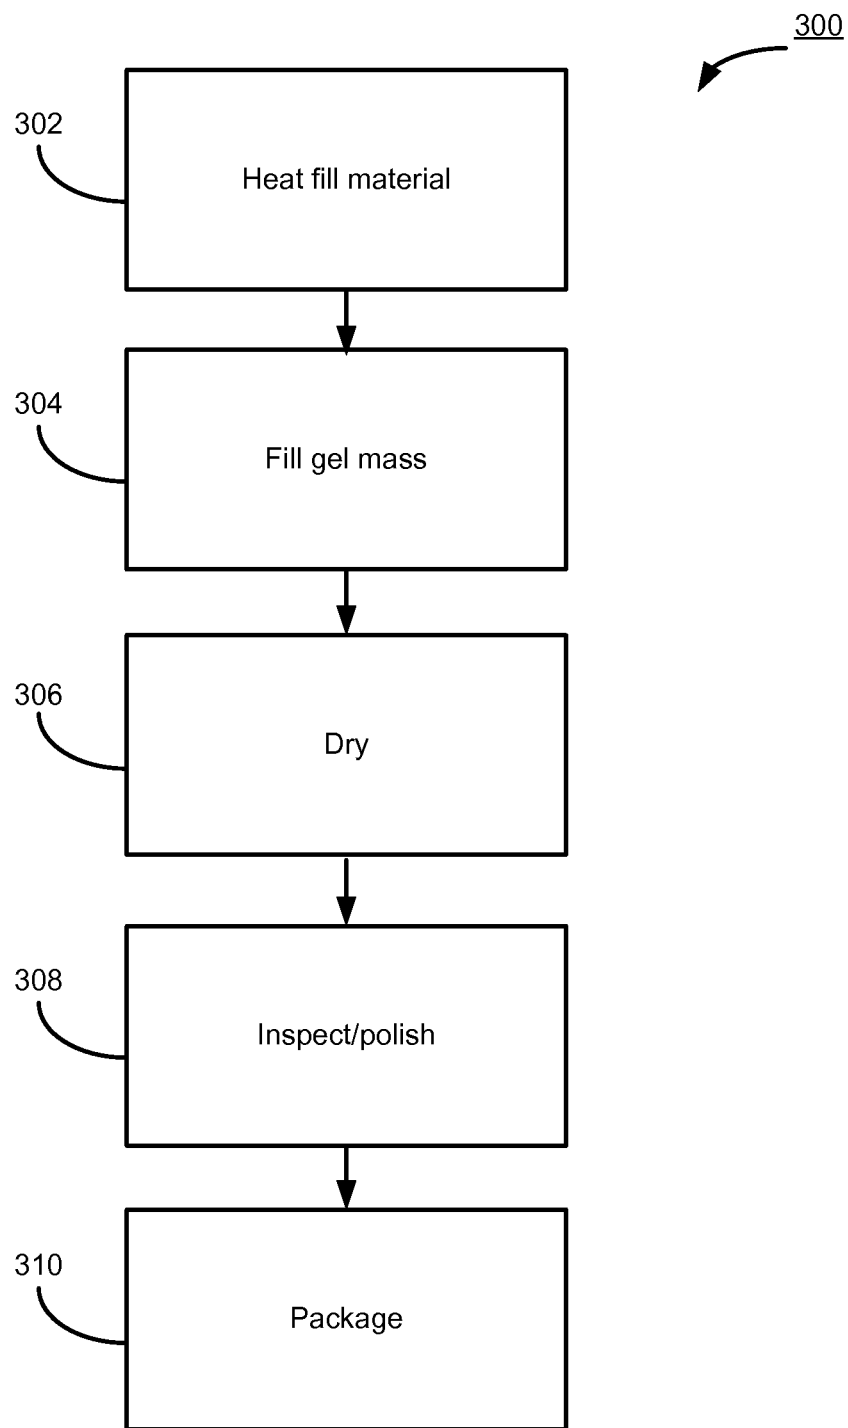 300
302
Heat fill material
304
Fill gel mass
306
Dry
308
Inspect/polish
310
Package